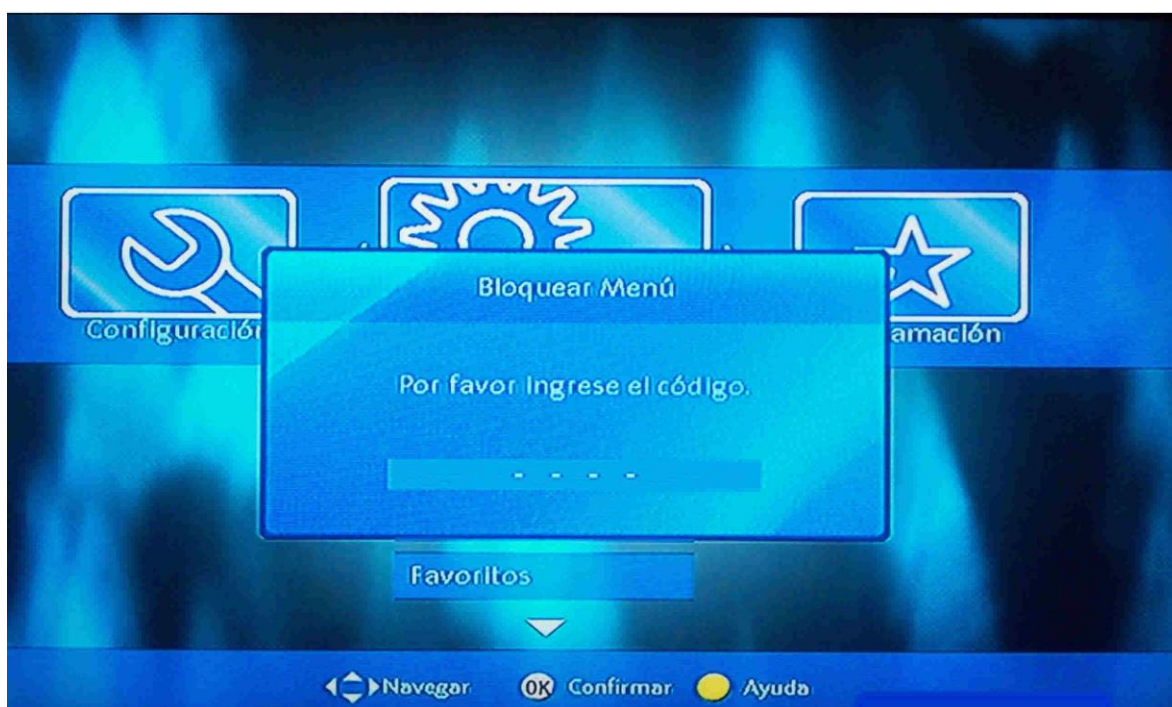 Bloquear Menú
Configuración
amación
Por favor Ingrese el código.
- - - -
Favoritos
Navegar OK Confirmar Ayuda